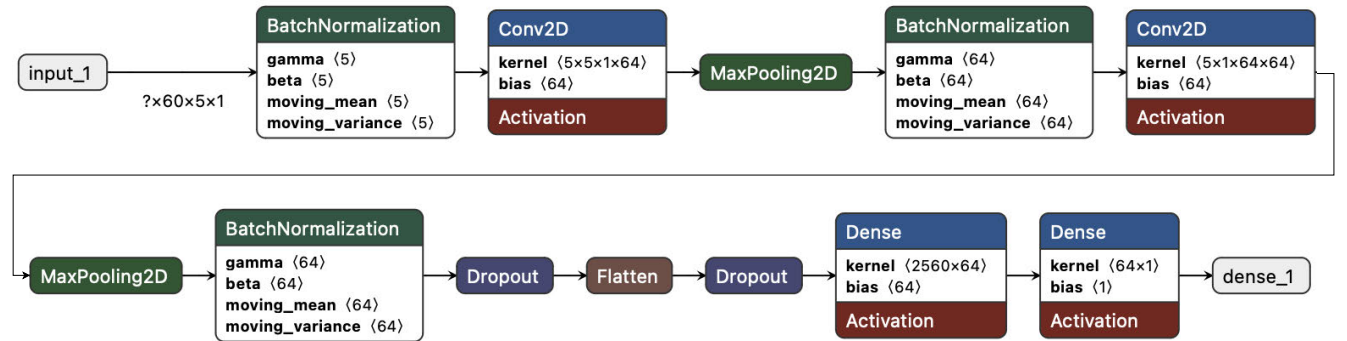 input_1
?×60×5×1
BatchNormalization
gamma ⟨5⟩
beta ⟨5⟩
moving_mean ⟨5⟩
moving_variance ⟨5⟩
Conv2D
kernel ⟨5×5×1×64⟩
bias ⟨64⟩
Activation
MaxPooling2D
BatchNormalization
gamma ⟨64⟩
beta ⟨64⟩
moving_mean ⟨64⟩
moving_variance ⟨64⟩
Conv2D
kernel ⟨5×1×64×64⟩
bias ⟨64⟩
Activation
MaxPooling2D
BatchNormalization
gamma ⟨64⟩
beta ⟨64⟩
moving_mean ⟨64⟩
moving_variance ⟨64⟩
Dropout
Flatten
Dropout
Dense
kernel ⟨2560×64⟩
bias ⟨64⟩
Activation
Dense
kernel ⟨64×1⟩
bias ⟨1⟩
Activation
dense_1